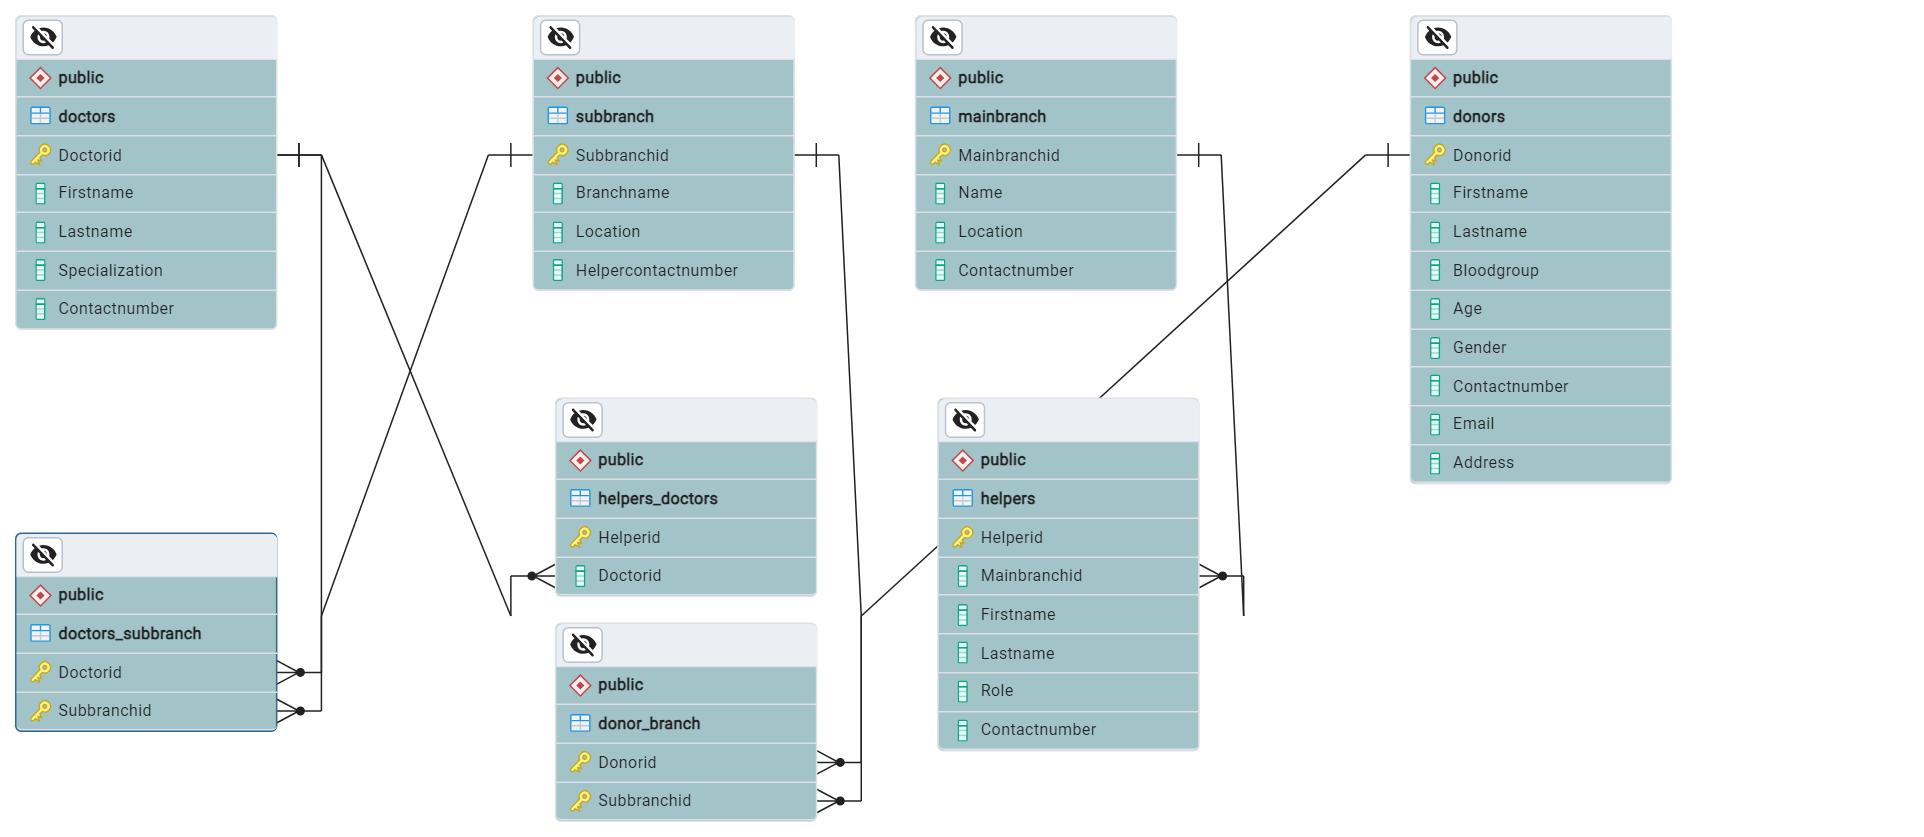 public
doctors
Doctorid
Firstname
Lastname
Specialization
Contactnumber
public
subbranch
Subbranchid
Branchname
Location
Helpercontactnumber
public
mainbranch
Mainbranchid
Name
Location
Contactnumber
public
donors
Donorid
Firstname
Lastname
Bloodgroup
Age
Gender
Contactnumber
Email
Address
public
doctors_subbranch
Doctorid
Subbranchid
public
helpers_doctors
Helperid
Doctorid
public
donor_branch
Donorid
Subbranchid
public
helpers
Helperid
Mainbranchid
Firstname
Lastname
Role
Contactnumber